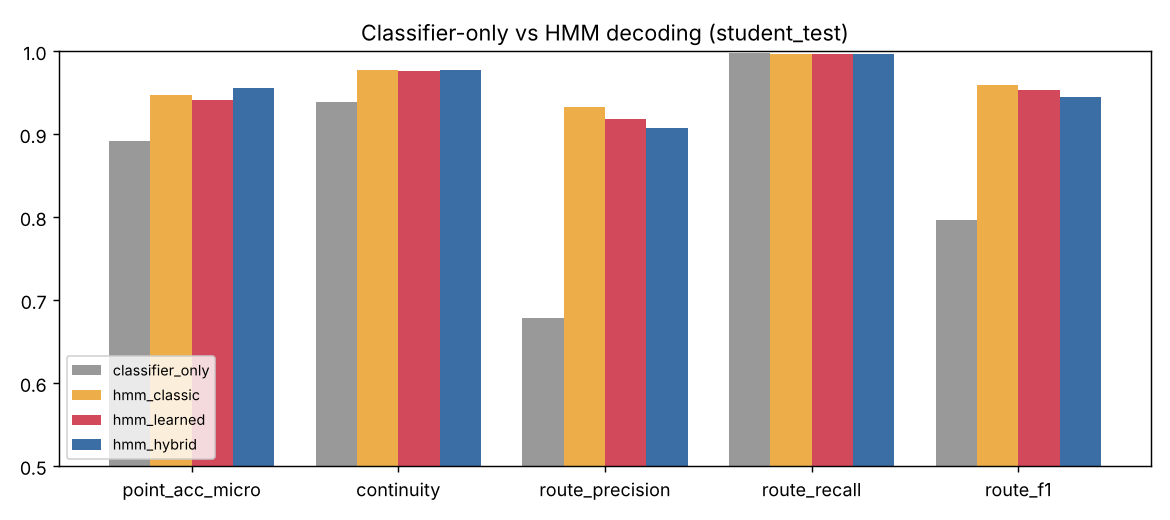 Classifier-only vs HMM decoding (student_test)
1.0
0.9
0.8
0.7
0.6
0.5
classifier_only
hmm_classic
hmm_learned
hmm_hybrid
point_acc_micro continuity route_precision route_recall route_f1